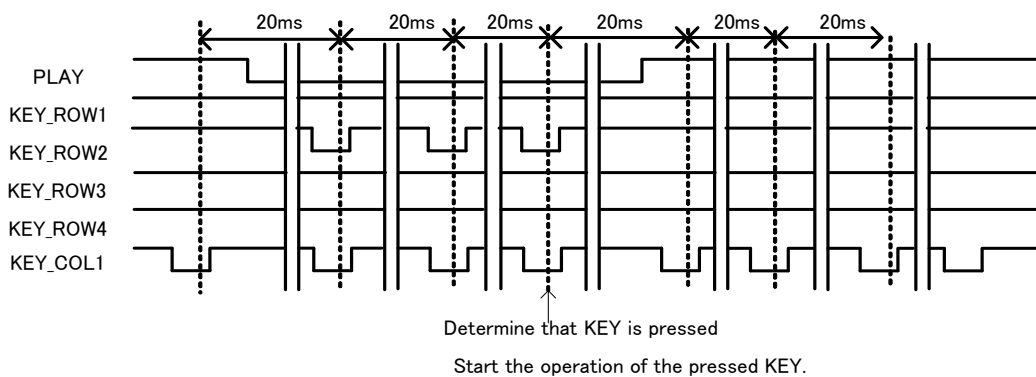 20ms 20ms 20ms 20ms 20ms 20ms
PLAY
KEY_ROW1
KEY_ROW2
KEY_ROW3
KEY_ROW4
KEY_COL1
Determine that KEY is pressed
Start the operation of the pressed KEY.